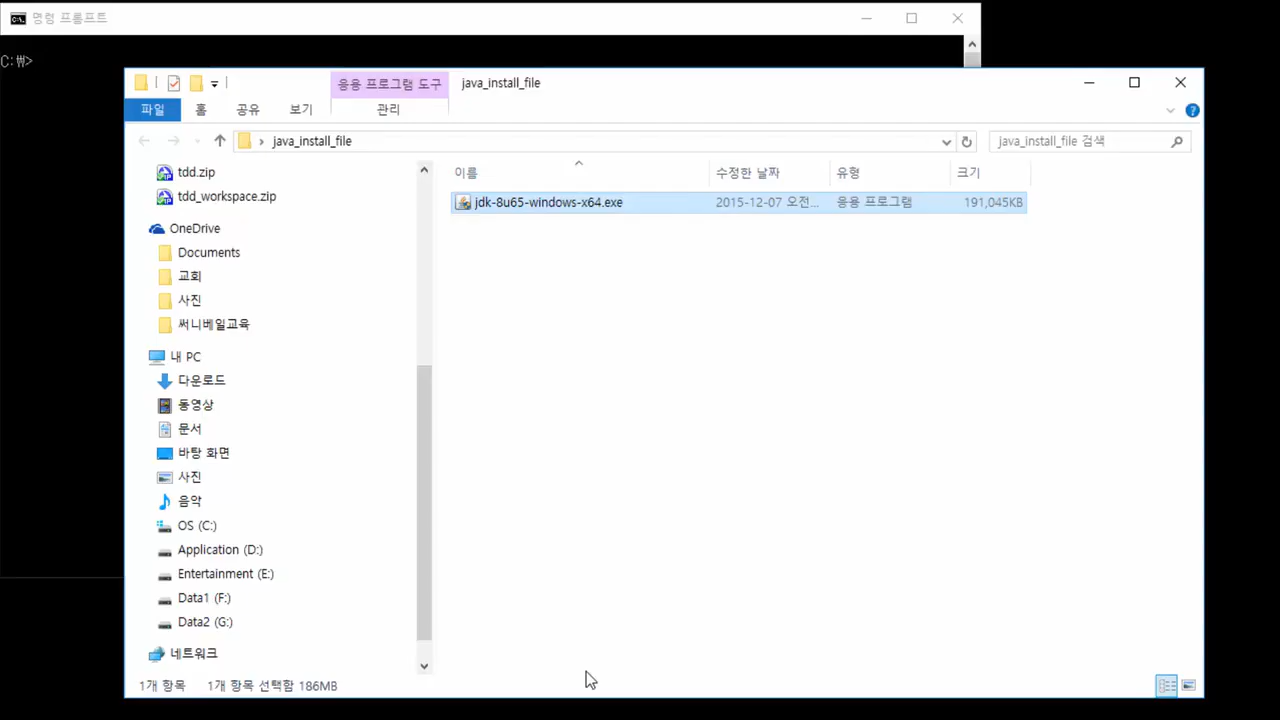 명령 프롬프트
C:\>
응용 프로그램 도구
java_install_file
파일
홈
공유
보기
관리
java_install_file
java_install_file 검색
tdd.zip
tdd_workspace.zip
OneDrive
Documents
교회
사진
써니베일교육
내 PC
다운로드
동영상
문서
바탕 화면
사진
음악
OS (C:)
Application (D:)
Entertainment (E:)
Data1 (F:)
Data2 (G:)
네트워크
이름
수정한 날짜
유형
크기
jdk-8u65-windows-x64.exe
2015-12-07 오전...
응용 프로그램
191,045KB
1개 항목
1개 항목 선택함 186MB